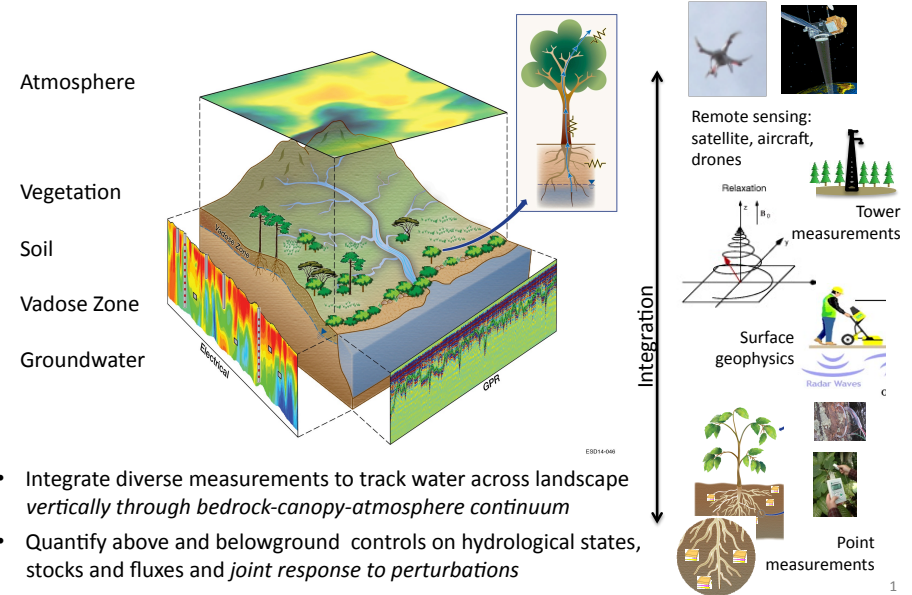 Atmosphere
Vegetation
Soil
Vadose Zone
Groundwater
Vadose Zone
Electrical
GPR
ESD14-046
Integration
Remote sensing:
satellite, aircraft,
drones
Relaxation
z
B0
y
Tower
measurements
Surface
geophysics
Radar Waves
Point
measurements
• Integrate diverse measurements to track water across landscape
vertically through bedrock-canopy-atmosphere continuum
• Quantify above and belowground controls on hydrological states,
stocks and fluxes and joint response to perturbations
1